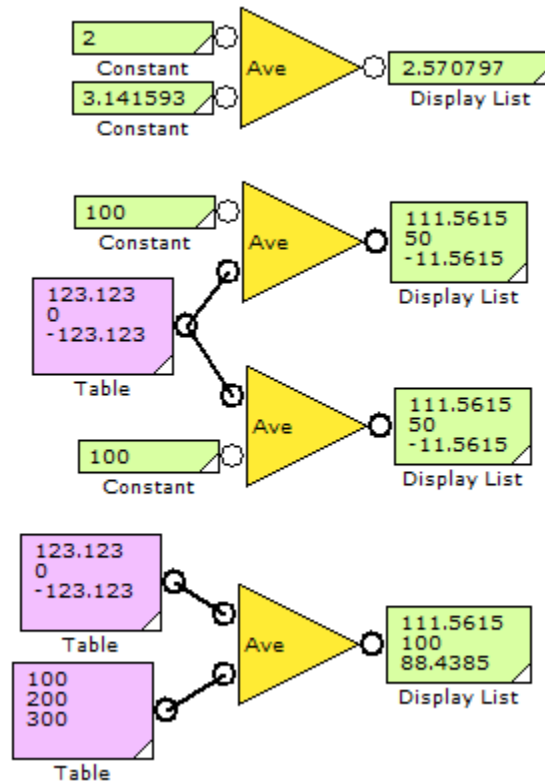 2
Constant
3.141593
Constant
Ave
2.570797
Display List
100
Constant
Ave
111.5615
50
-11.5615
Display List
123.123
0
-123.123
Table
100
Constant
Ave
111.5615
50
-11.5615
Display List
123.123
0
-123.123
Table
100
200
300
Table
Ave
111.5615
100
88.4385
Display List